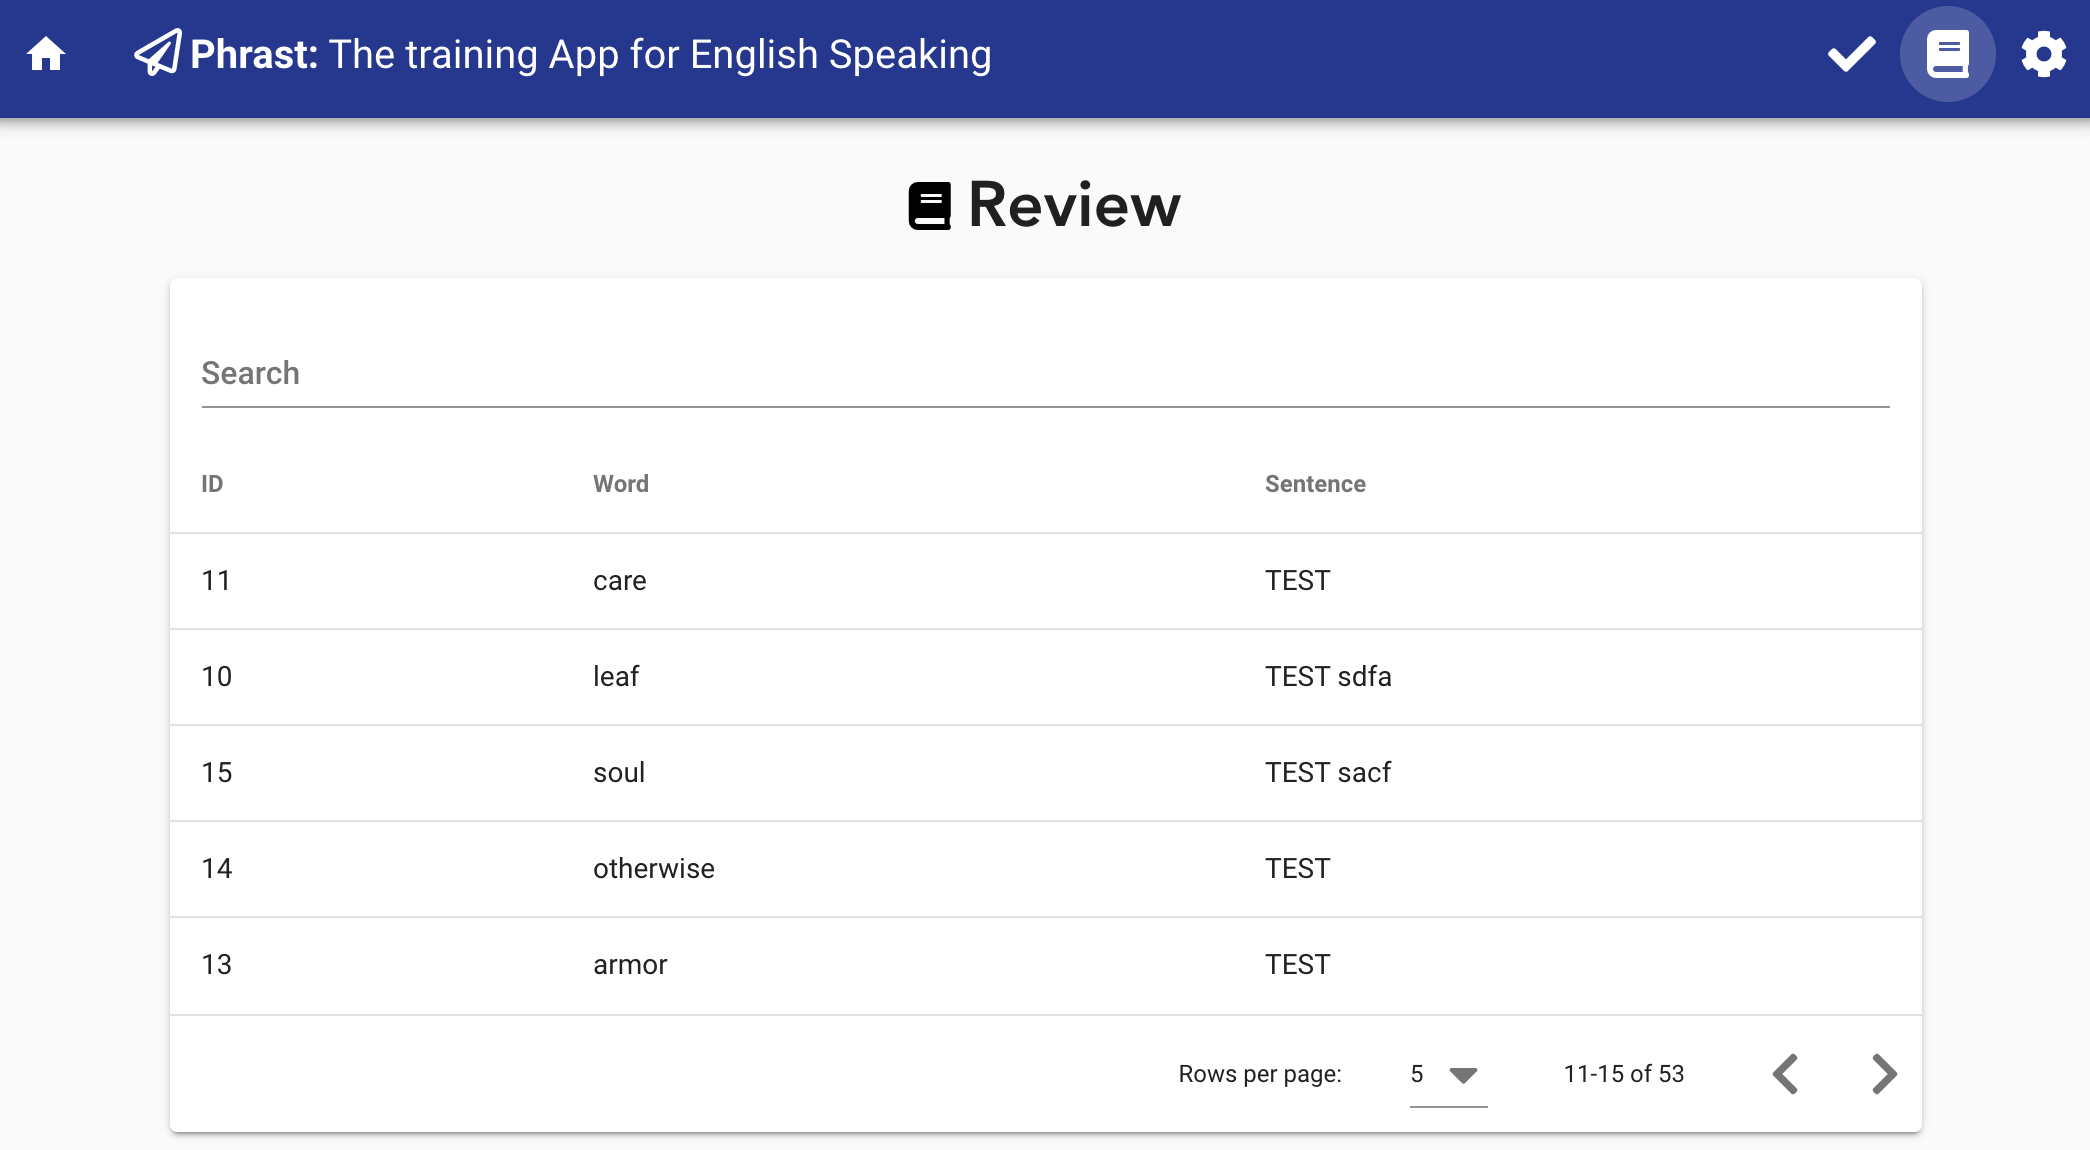 Phrast: The training App for English Speaking
Review
Search
ID Word Sentence
11 care TEST
10 leaf TEST sdfa
15 soul TEST sacf
14 otherwise TEST
13 armor TEST
Rows per page: 5 11-15 of 53